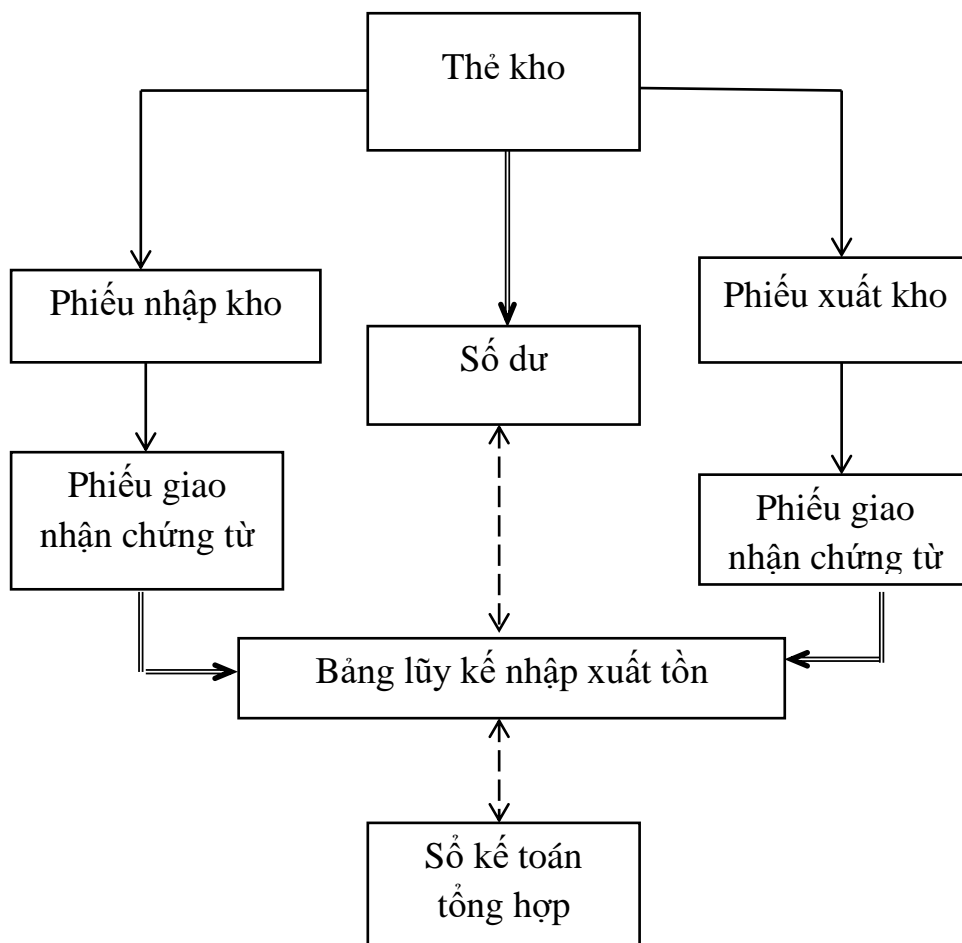 Thẻ kho
Phiếu nhập kho
Phiếu xuất kho
Số dư
Phiếu giao
nhận chứng từ
Phiếu giao
nhận chứng từ
Bảng lũy kế nhập xuất tồn
Sổ kế toán
tổng hợp